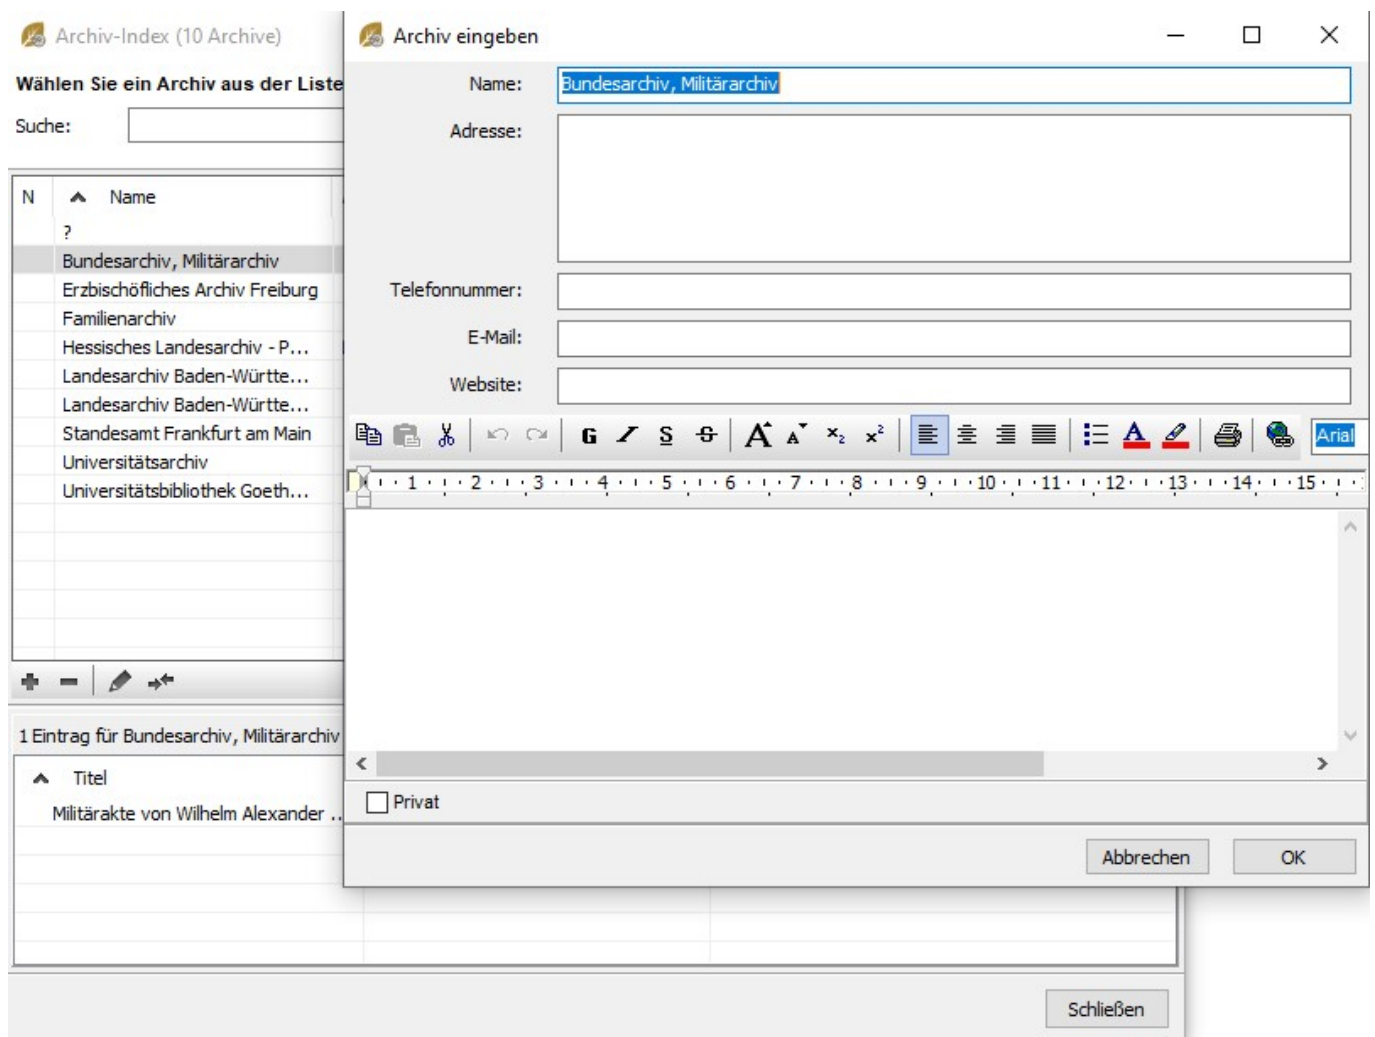 Archiv-Index (10 Archive)
Wählen Sie ein Archiv aus der Liste
Suche:
N Name
?
Bundesarchiv, Militärarchiv
Erzbischöfliches Archiv Freiburg
Familienarchiv
Hessisches Landesarchiv - P...
Landesarchiv Baden-Württe...
Landesarchiv Baden-Württe...
Standesamt Frankfurt am Main
Universitätsarchiv
Universitätsbibliothek Goeth...
1 Eintrag für Bundesarchiv, Militärarchiv
Titel
Militärakte von Wilhelm Alexander ..
Schließen
Archiv eingeben
Name: Bundesarchiv, Militärarchiv
Adresse:
Telefonnummer:
E-Mail:
Website:
G I S S A A x₂ x² A Arial
1 2 3 4 5 6 7 8 9 10 11 12 13 14 15
Privat
Abbrechen OK